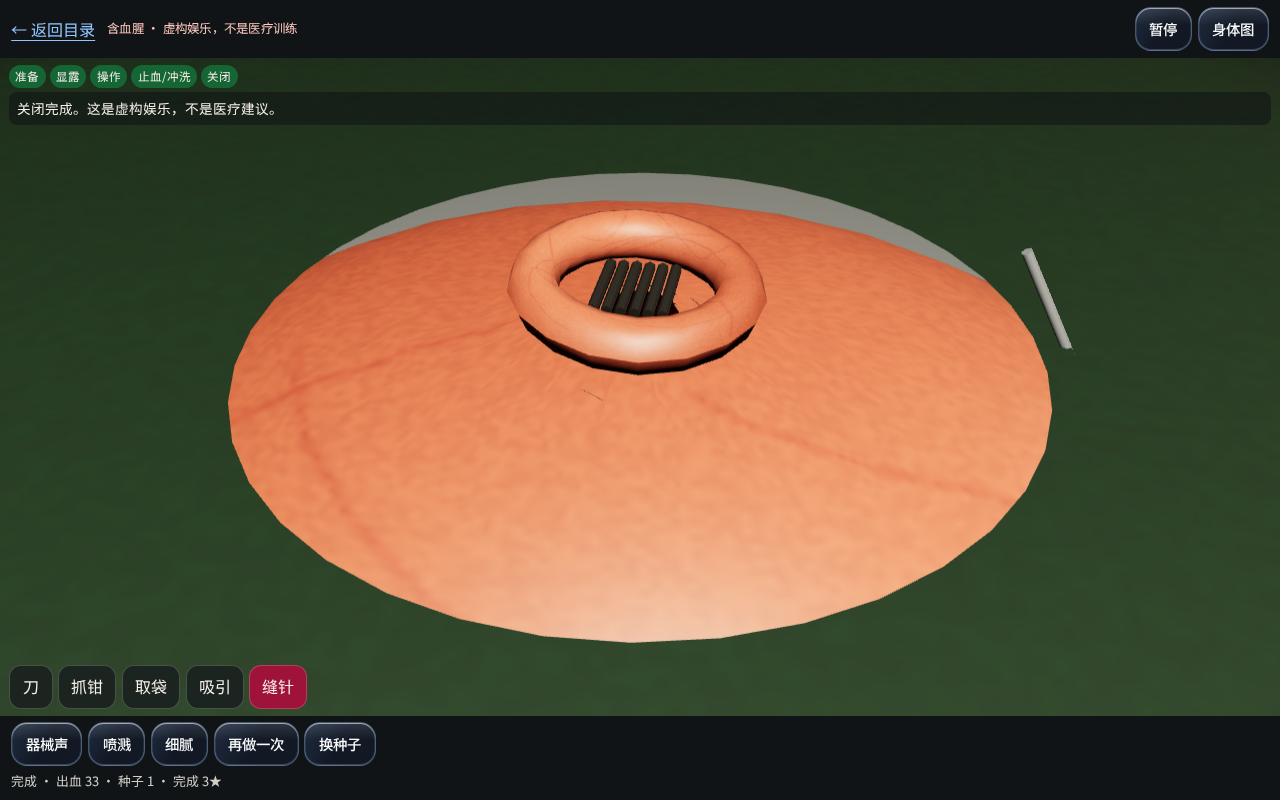 ← 返回目录 含血腥 · 虚构娱乐，不是医疗训练 暂停 身体图
准备 显露 操作 止血/冲洗 关闭
关闭完成。这是虚构娱乐，不是医疗建议。
刀 抓钳 取袋 吸引 缝针
器械声 喷溅 细腻 再做一次 换种子
完成 · 出血 33 · 种子 1 · 完成 3★